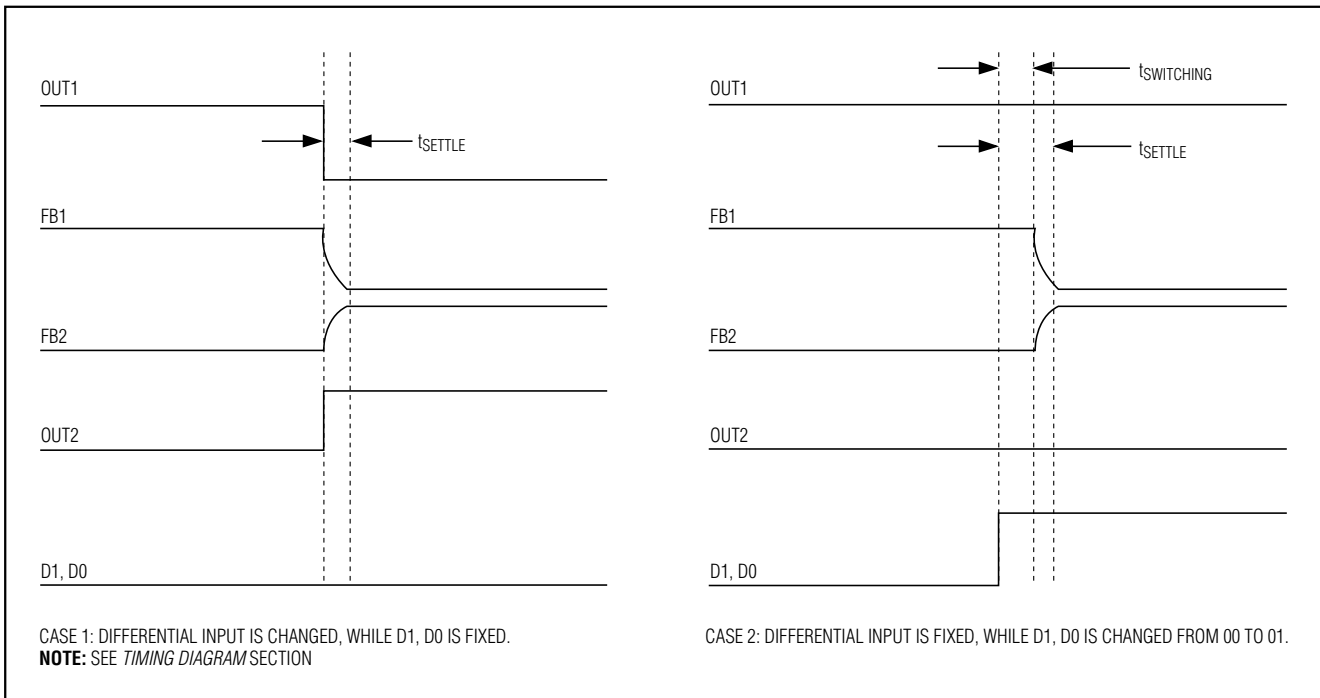 OUT1
tSETTLE
FB1
FB2
OUT2
D1, D0
CASE 1: DIFFERENTIAL INPUT IS CHANGED, WHILE D1, D0 IS FIXED.
NOTE: SEE TIMING DIAGRAM SECTION
tSWITCHING
OUT1
tSETTLE
FB1
FB2
OUT2
D1, D0
CASE 2: DIFFERENTIAL INPUT IS FIXED, WHILE D1, D0 IS CHANGED FROM 00 TO 01.